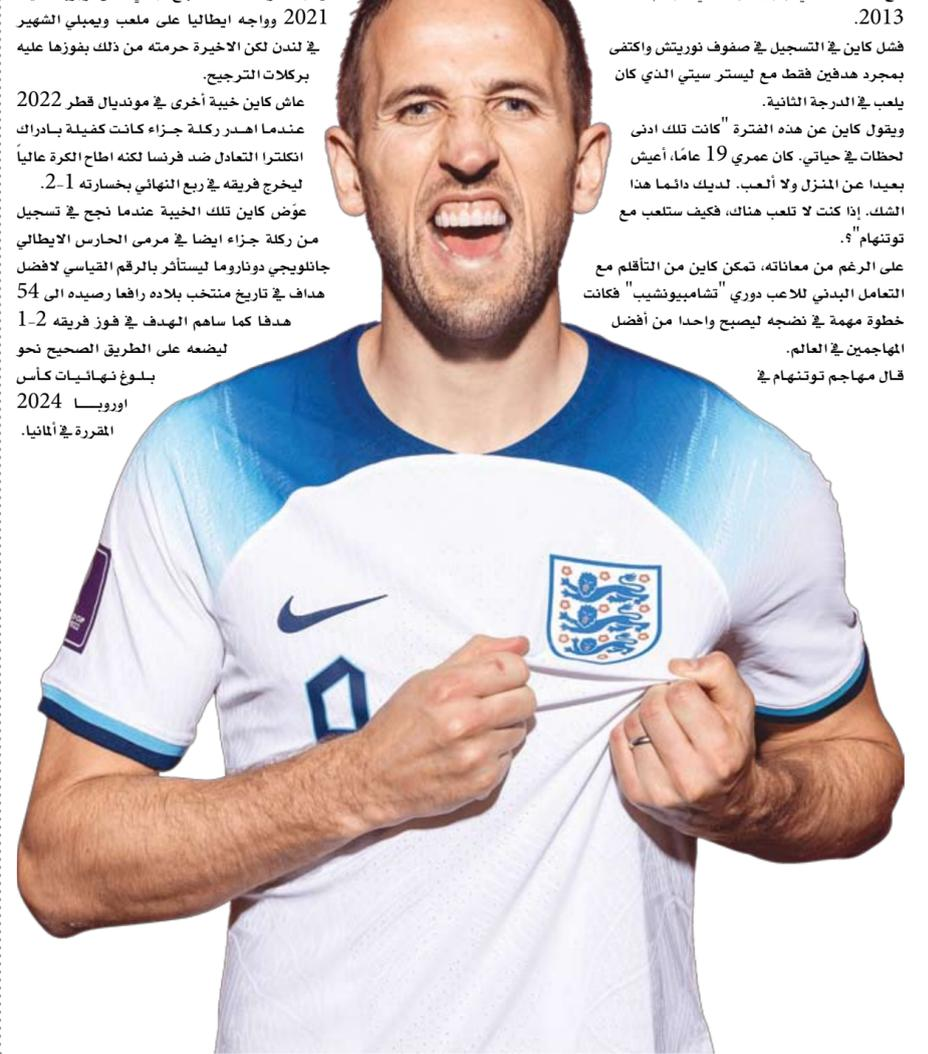 2013.
فشل كاين في التسجيل في صفوف نوريتش واكتفى
بمجرد هدفين فقط مع ليستر سيتي الذي كان
يلعب في الدرجة الثانية.
ويقول كاين عن هذه الفترة "كانت تلك ادنى
لحظات في حياتي. كان عمري 19 عامًا، أعيش
بعيدا عن المنزل ولا ألعب. لديك دائما هذا
الشك. إذا كنت لا تلعب هناك، فكيف ستلعب مع
توتنهام"؟.
على الرغم من معاناته، تمكن كاين من التأقلم مع
التعامل البدني للاعب دوري "تشامبيونشيب" فكانت
خطوة مهمة في نضجه ليصبح واحدا من أفضل
المهاجمين في العالم.
قال مهاجم توتنهام في
2021 وواجه ايطاليا على ملعب ويمبلي الشهير
في لندن لكن الاخيرة حرمته من ذلك بفوزها عليه
بركلات الترجيح.
عاش كاين خيبة أخرى في مونديال قطر 2022
عندما اهدر ركلة جزاء كانت كفيلة بادراك
انكلترا التعادل ضد فرنسا لكنه اطاح الكرة عالياً
ليخرج فريقه في ربع النهائي بخسارته 1-2.
عوّض كاين تلك الخيبة عندما نجح في تسجيل
من ركلة جزاء ايضا في مرمى الحارس الايطالي
جانلويجي دوناروما ليستأثر بالرقم القياسي لافضل
هداف في تاريخ منتخب بلاده رافعا رصيده الى 54
هدفا كما ساهم الهدف في فوز فريقه 2-1
ليضعه على الطريق الصحيح نحو
بلوغ نهائيات كأس
اوروبا 2024
المقررة في ألمانيا.